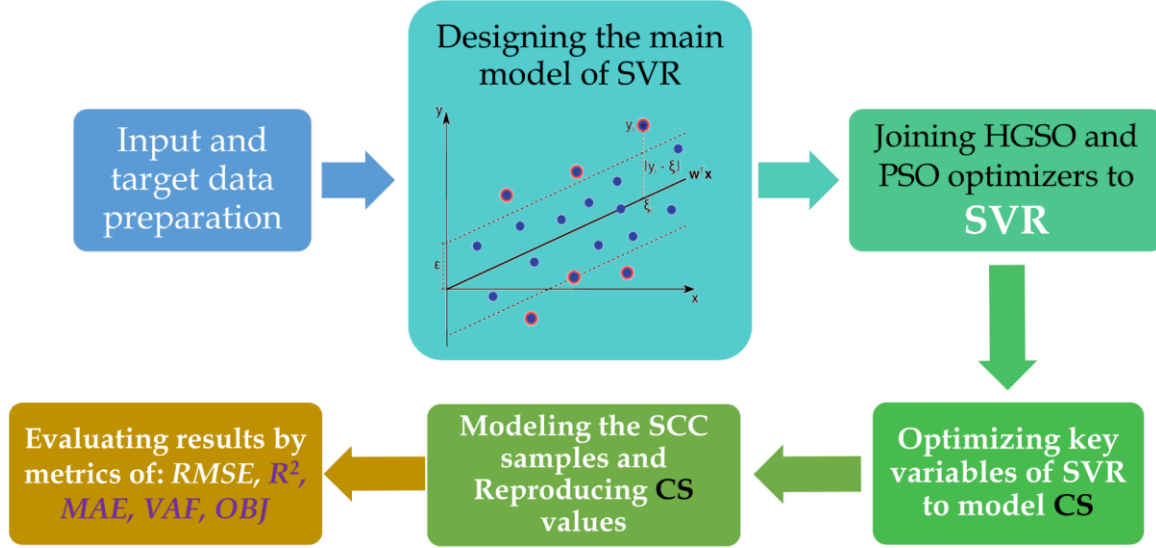 Input and
target data
preparation
Designing the main
model of SVR
y
yᵢ
|yᵢ - ξᵢ|
wᵗx
ξᵢ
ε
x
Joining HGSO and
PSO optimizers to
SVR
Optimizing key
variables of SVR
to model CS
Modeling the SCC
samples and
Reproducing CS
values
Evaluating results by
metrics of: RMSE, R²,
MAE, VAF, OBJ